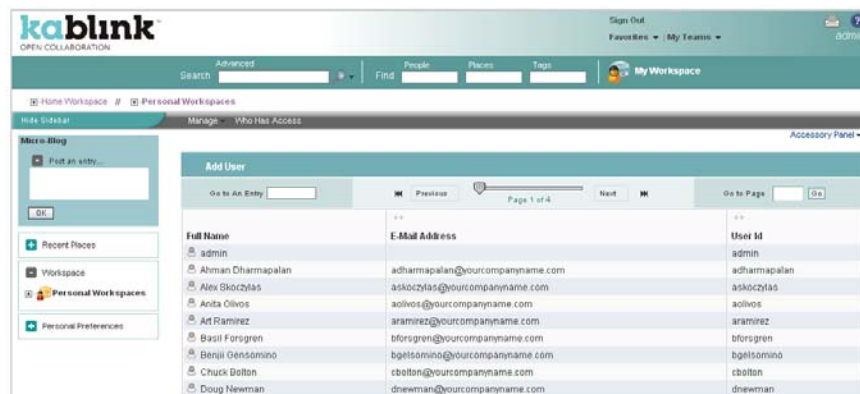 kablink
OPEN COLLABORATION
Sign Out
Favorites My Teams
admi
Advanced
Search
Find
People Places Tags
My Workspace
Home Workspace // Personal Workspaces
Hide Sidebar
Manage Who Has Access
Accessory Panel
Micro-Blog
Post an entry...
OK
Recent Places
Workspace
Personal Workspaces
Personal Preferences
Add User
Go to An Entry
Previous
Page 1 of 4
Next
Go to Page
Go
Full Name E-Mail Address User Id
admin admin
Ahman Dharmapalan adharmapalan@yourcompanyname.com adharmapalan
Alex Skoczylas askoczylas@yourcompanyname.com askoczylas
Anita Olivos aolivos@yourcompanyname.com aolivos
Art Ramirez aramirez@yourcompanyname.com aramirez
Basil Forsgren bforsgren@yourcompanyname.com bforsgren
Benjii Gensomino bgelsomino@yourcompanyname.com bgelsomino
Chuck Bolton cbolton@yourcompanyname.com cbolton
Doug Newman dnewman@yourcompanyname.com dnewman